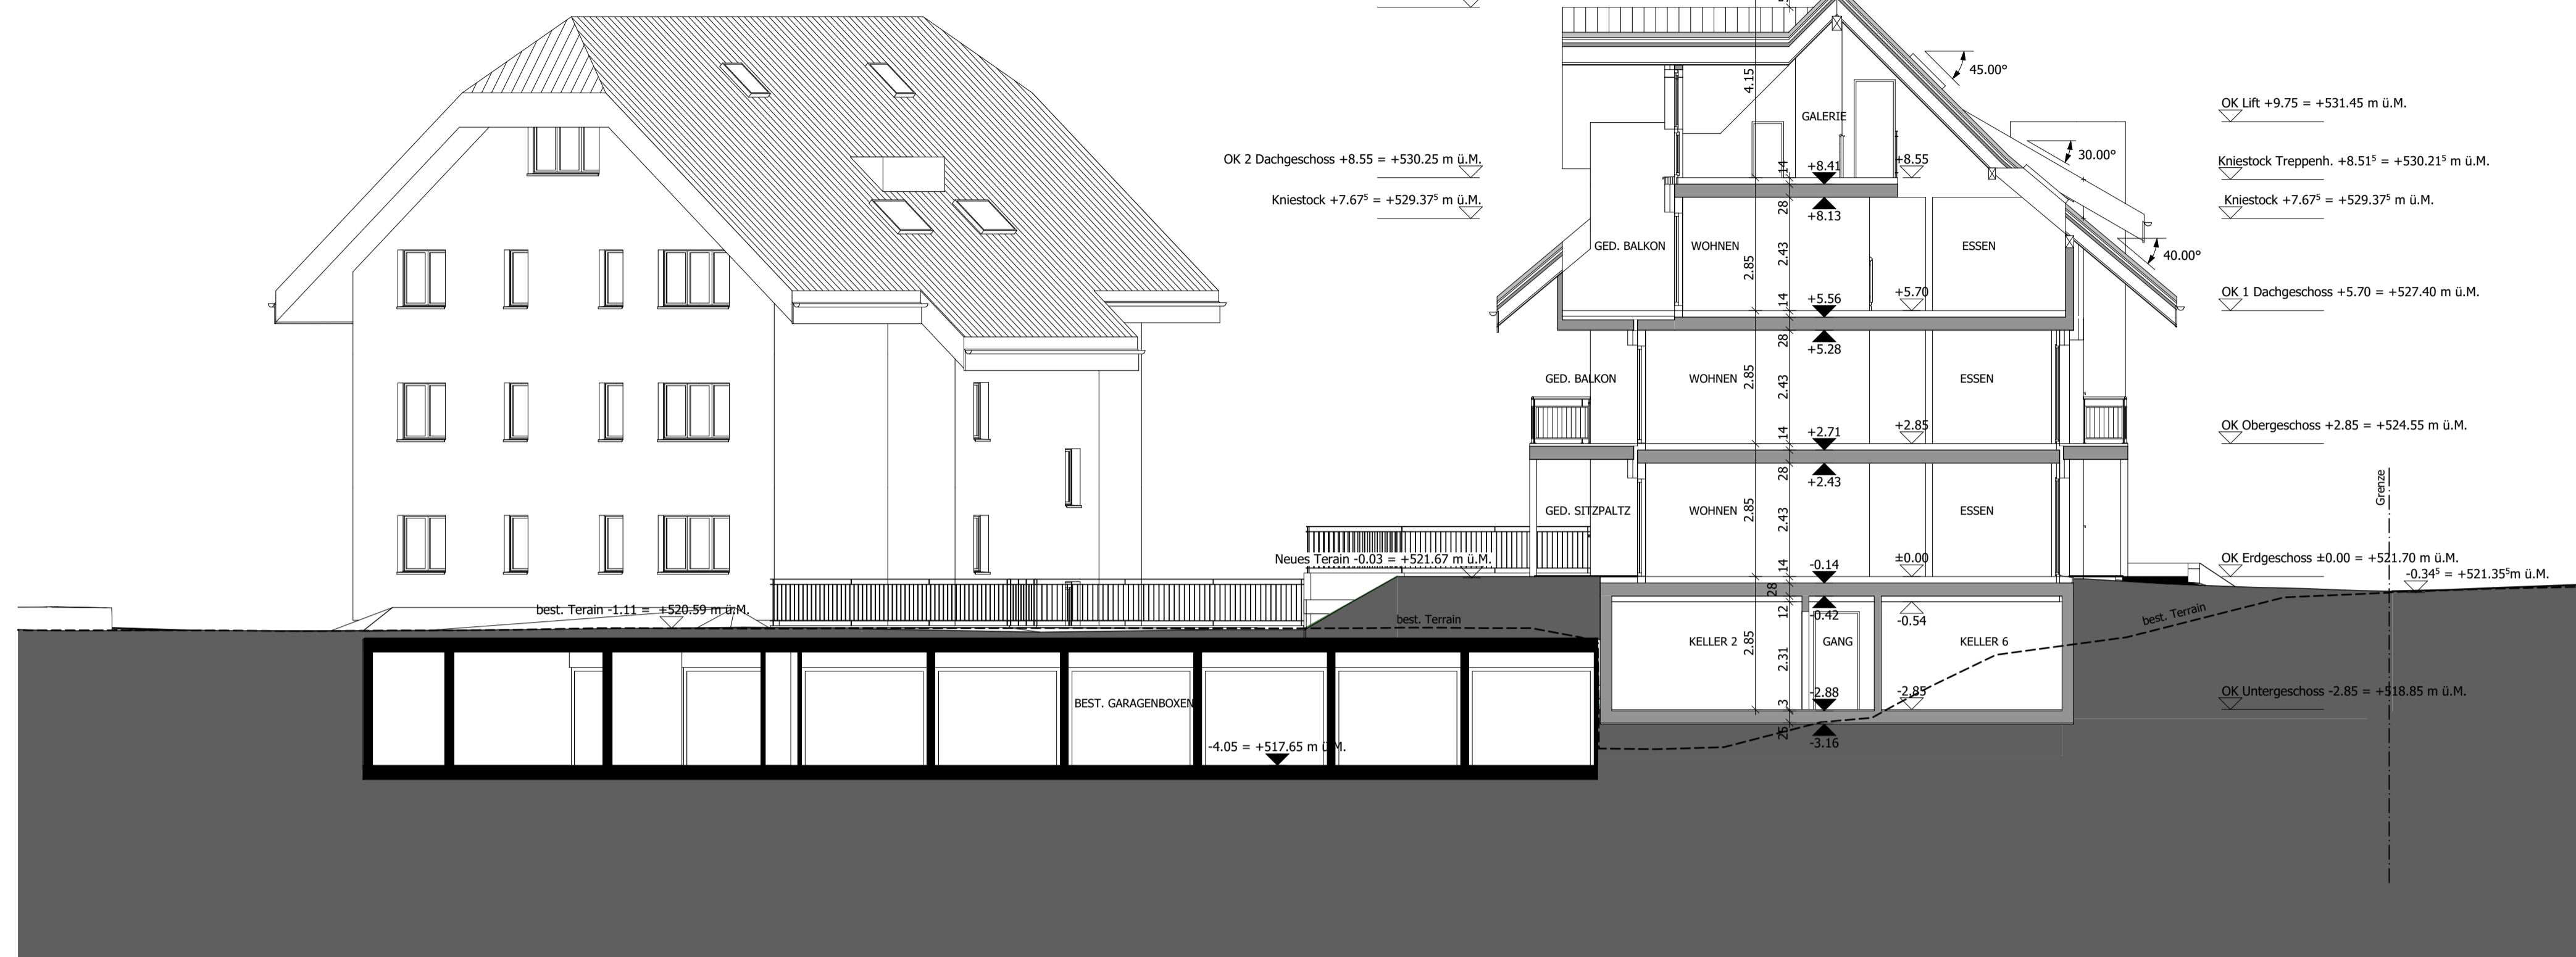 45.00°
4.15
OK Lift +9.75 = +531.45 m ü.M.
GALERIE
30.00°
OK 2 Dachgeschoss +8.55 = +530.25 m ü.M.
14
+8.41
+8.55
Kniestock Treppenh. +8.51⁵ = +530.21⁵ m ü.M.
Kniestock +7.67⁵ = +529.37⁵ m ü.M.
28
+8.13
Kniestock +7.67⁵ = +529.37⁵ m ü.M.
GED. BALKON
WOHNEN
2.43
ESSEN
40.00°
2.85
14
+5.56
+5.70
OK 1 Dachgeschoss +5.70 = +527.40 m ü.M.
28
+5.28
GED. BALKON
WOHNEN
2.85
2.43
ESSEN
14
+2.71
+2.85
OK Obergeschoss +2.85 = +524.55 m ü.M.
28
+2.43
Grenze
GED. SITZPALTZ
WOHNEN
2.85
2.43
ESSEN
Neues Terain -0.03 = +521.67 m ü.M.
14
-0.14
±0.00
OK Erdgeschoss ±0.00 = +521.70 m ü.M.
-0.34⁵ = +521.35⁵m ü.M.
28
best. Terain -1.11 = +520.59 m ü.M.
best. Terrain
12
-0.42
-0.54
best. Terrain
KELLER 2
2.85
2.31
GANG
KELLER 6
BEST. GARAGENBOXEN
3
-2.88
-2.85
OK Untergeschoss -2.85 = +518.85 m ü.M.
-4.05 = +517.65 m ü.M.
25
-3.16